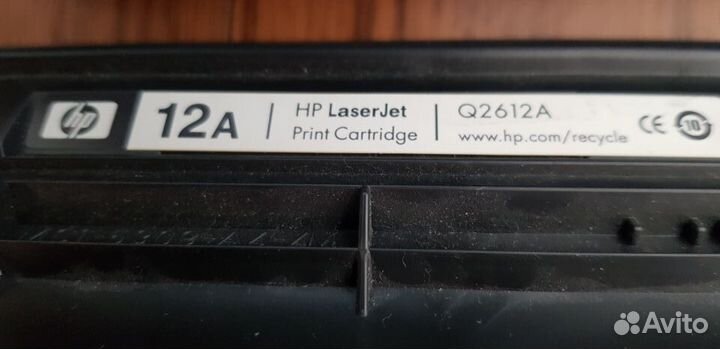 hp
12A
HP LaserJet
Print Cartridge
Q2612A
www.hp.com/recycle
CE 10
Avito